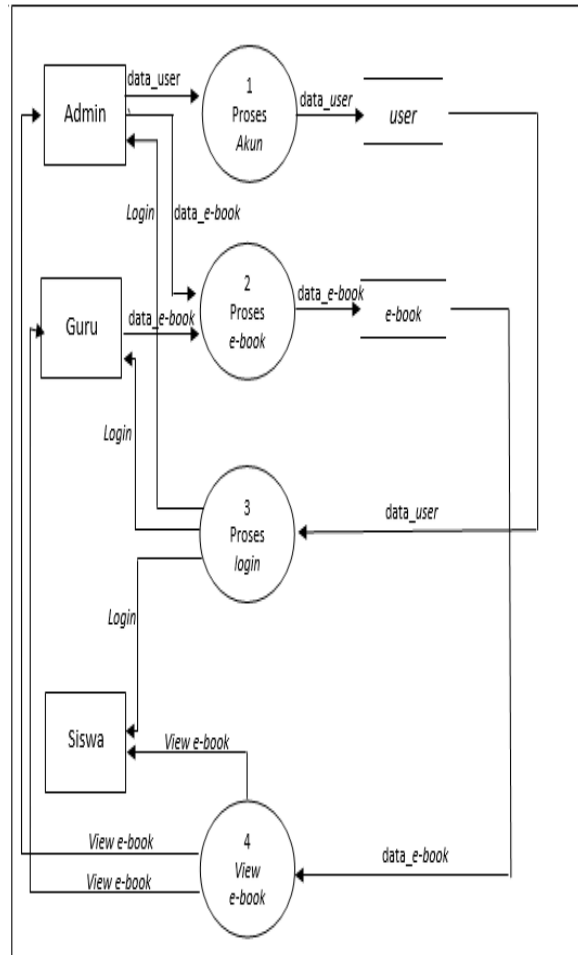 data_user
Admin
1
Proses
Akun
data_user
user
Login
data_e-book
Guru
data_e-book
2
Proses
e-book
data_e-book
e-book
Login
3
Proses
login
data_user
Login
Siswa
View e-book
View e-book
View e-book
4
View
e-book
data_e-book